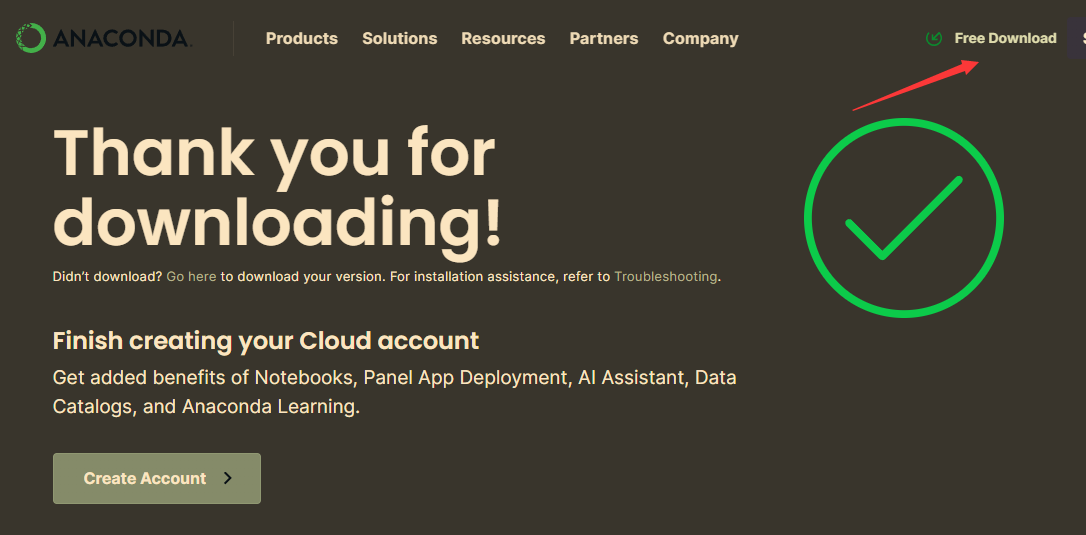 ANACONDA.
Products Solutions Resources Partners Company Free Download
Thank you for
downloading!
Didn't download? Go here to download your version. For installation assistance, refer to Troubleshooting.
Finish creating your Cloud account
Get added benefits of Notebooks, Panel App Deployment, AI Assistant, Data
Catalogs, and Anaconda Learning.
Create Account